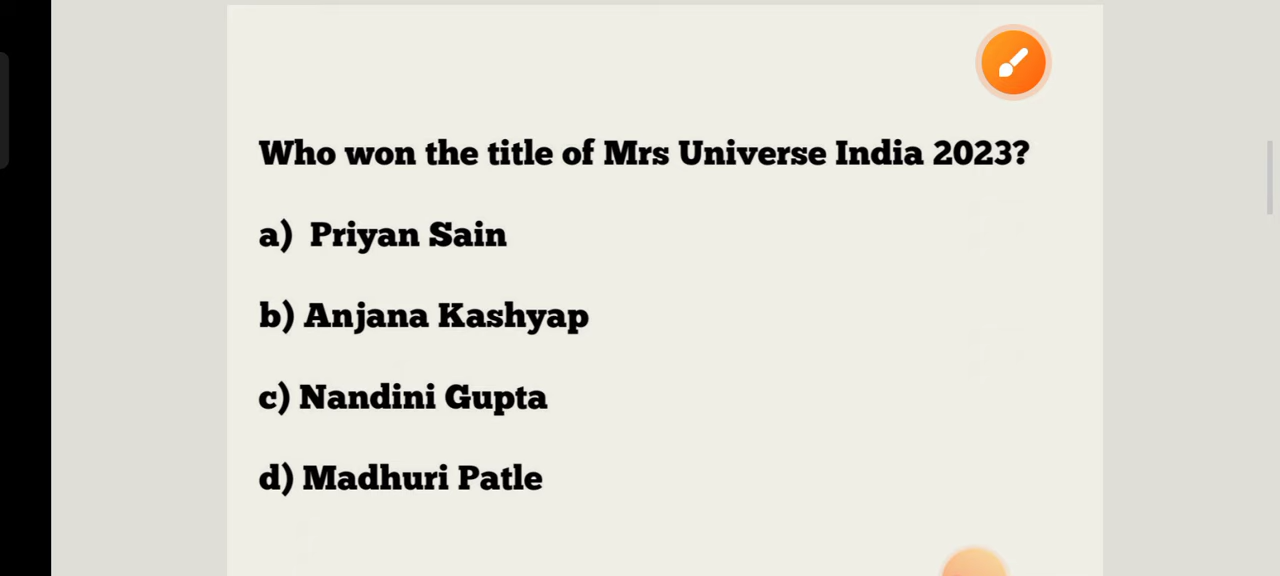 Who won the title of Mrs Universe India 2023?
a) Priyan Sain
b) Anjana Kashyap
c) Nandini Gupta
d) Madhuri Patle